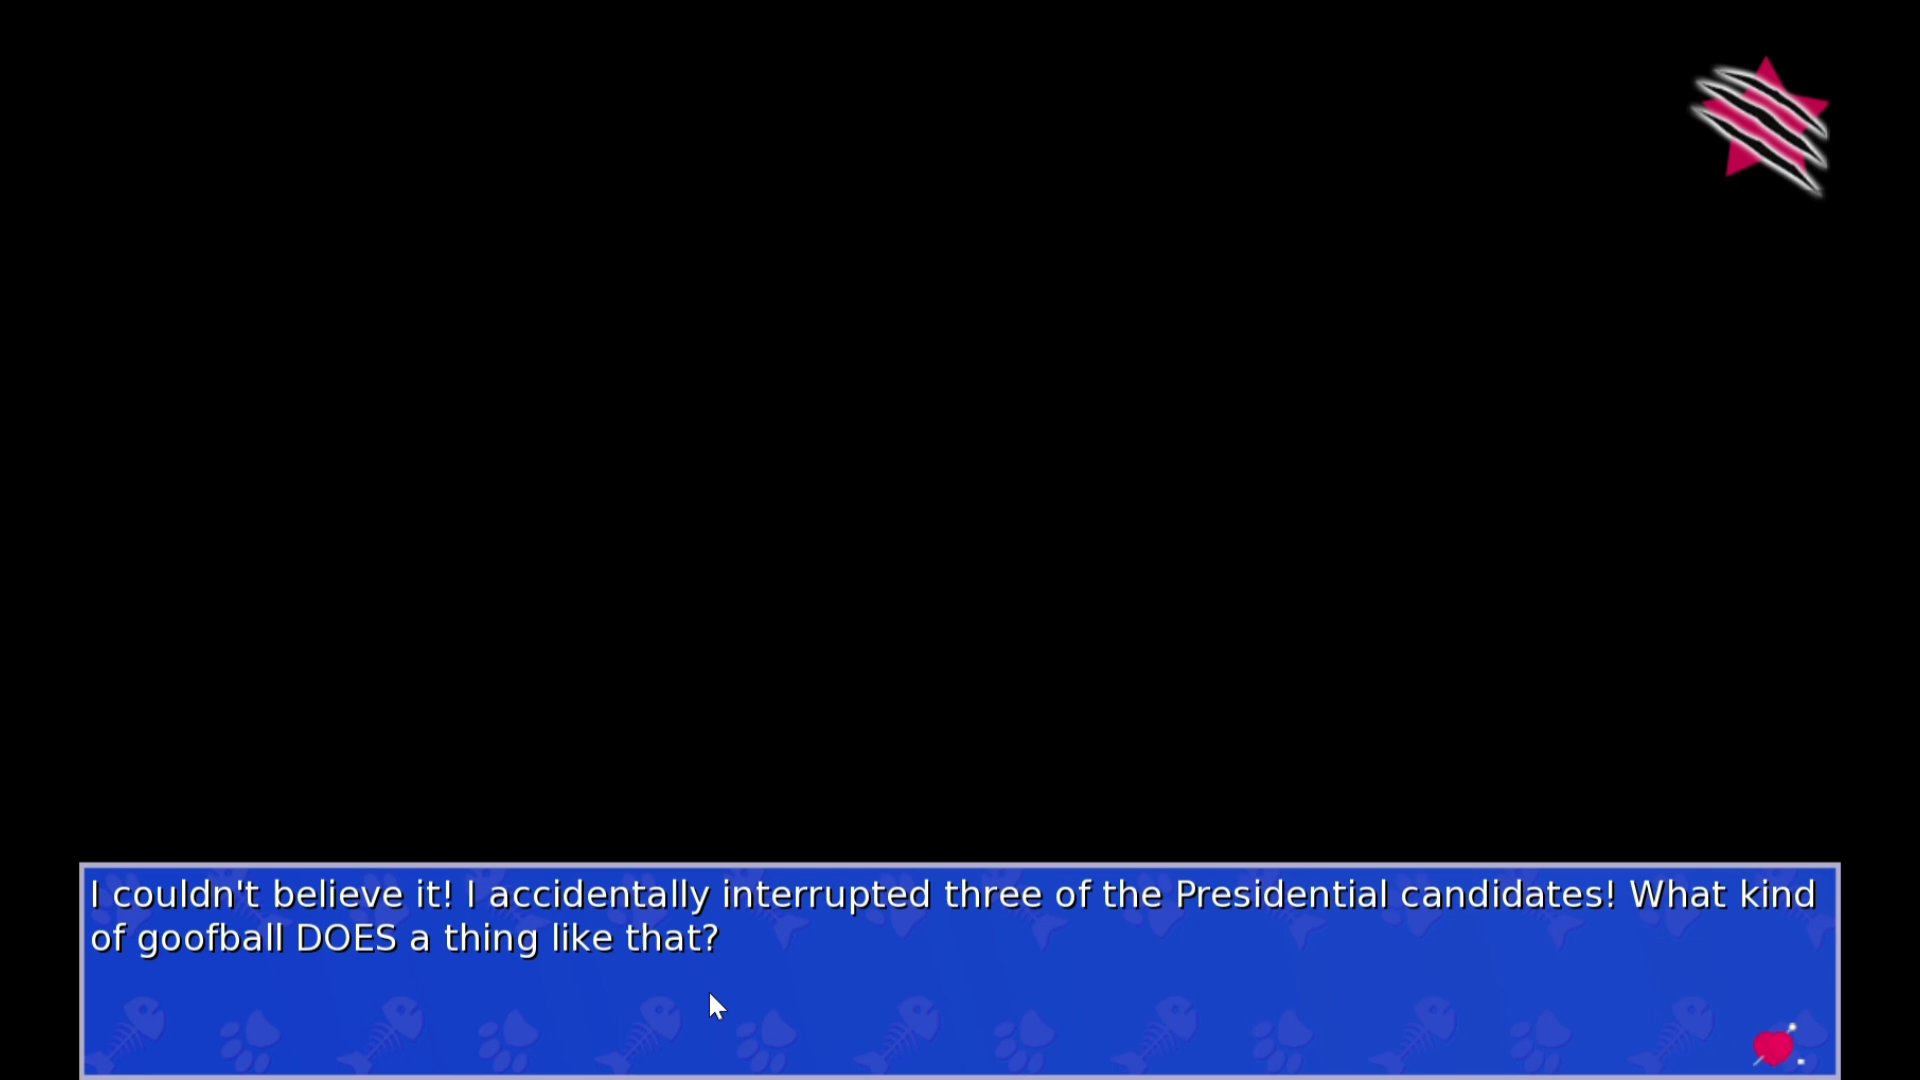 I couldn't believe it! I accidentally interrupted three of the Presidential candidates! What kind
of goofball DOES a thing like that?